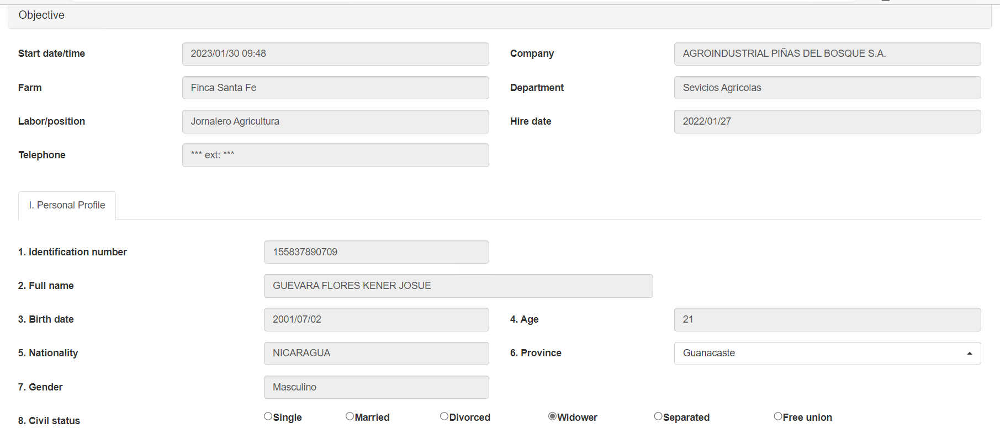 Objective
Start date/time 2023/01/30 09:48 Company AGROINDUSTRIAL PIÑAS DEL BOSQUE S.A.
Farm Finca Santa Fe Department Sevicios Agrícolas
Labor/position Jornalero Agricultura Hire date 2022/01/27
Telephone *** ext: ***
I. Personal Profile
1. Identification number 155837890709
2. Full name GUEVARA FLORES KENER JOSUE
3. Birth date 2001/07/02 4. Age 21
5. Nationality NICARAGUA 6. Province Guanacaste
7. Gender Masculino
8. Civil status Single Married Divorced Widower Separated Free union